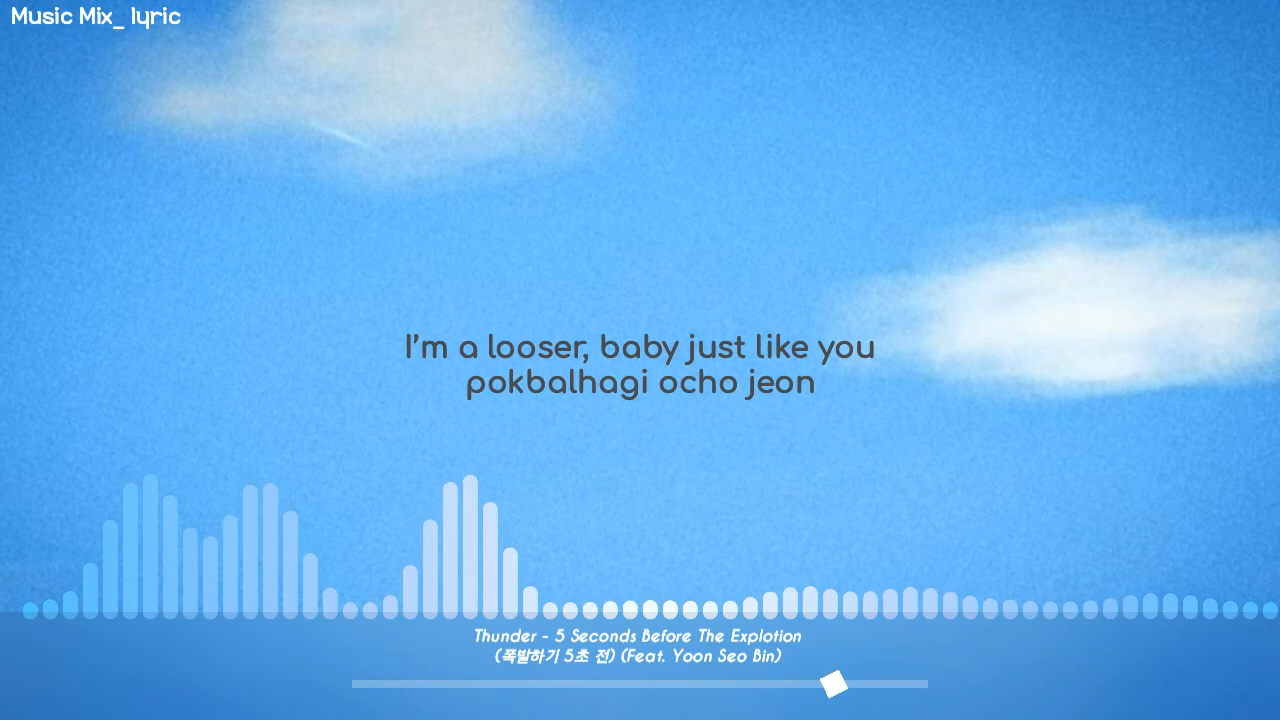 Music Mix_ lyric
I'm a looser, baby just like you
pokbalhagi ocho jeon
Thunder - 5 Seconds Before The Explotion
(폭발하기 5초 전) (Feat. Yoon Seo Bin)